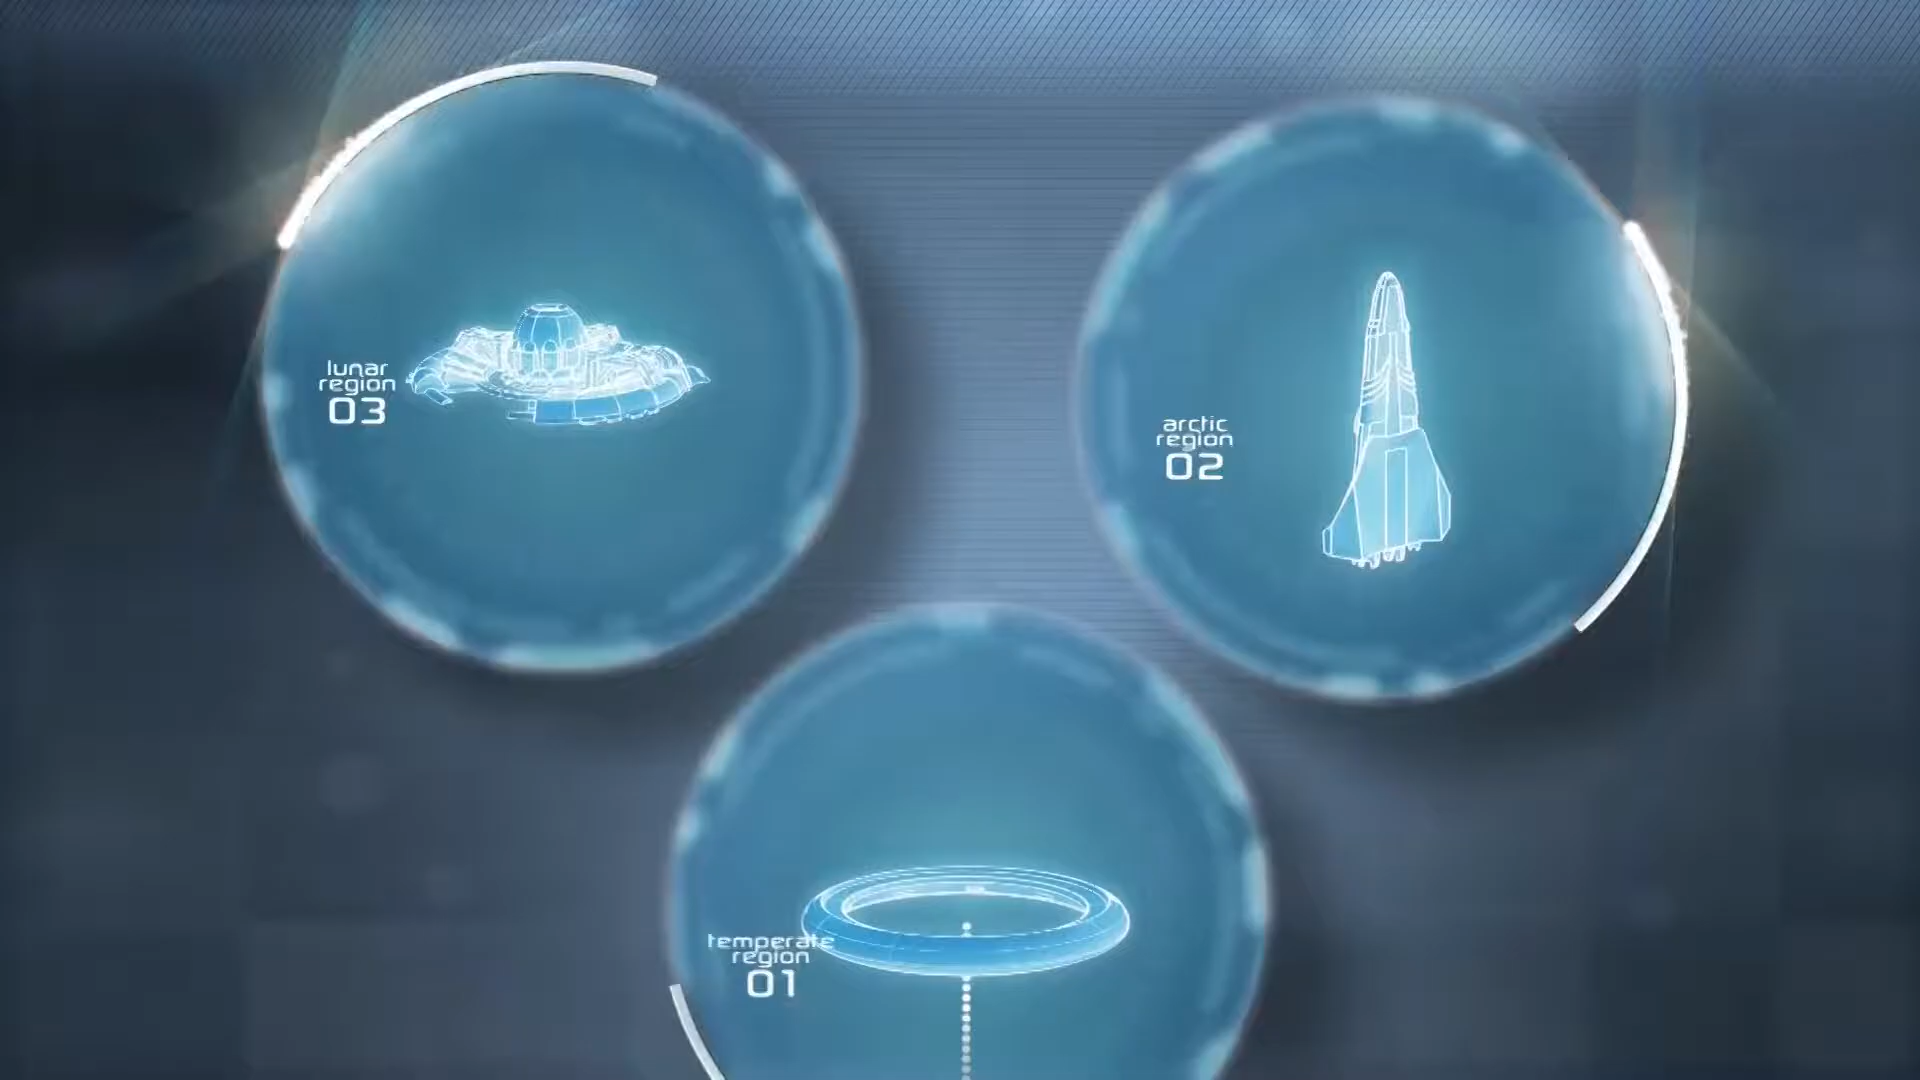 lunar
region
03
arctic
region
02
temperate
region
01